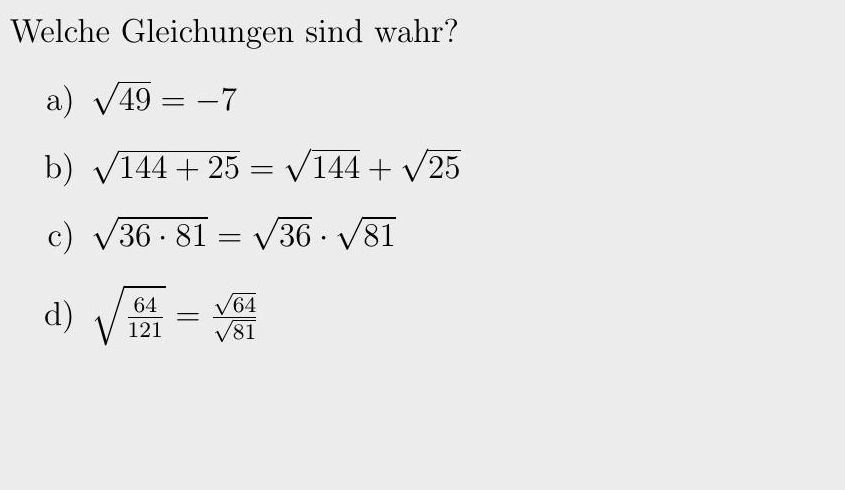 Welche Gleichungen sind wahr?
a) √49 = −7
b) √(144 + 25) = √144 + √25
c) √(36 · 81) = √36 · √81
d) √(64/121) = √64/√81